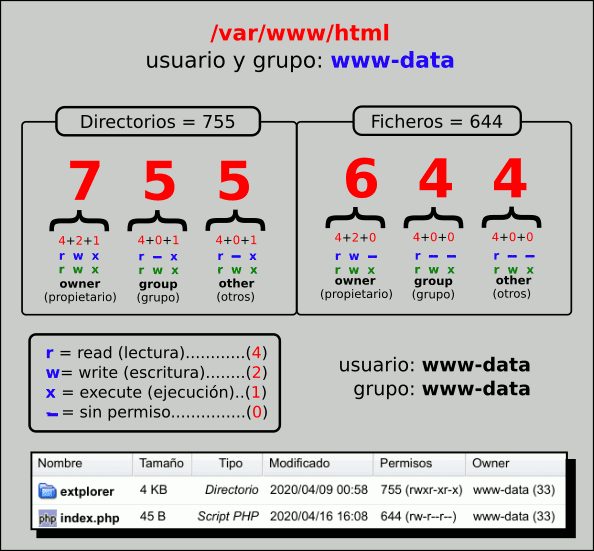 /var/www/html
usuario y grupo: www-data
Directorios = 755
Ficheros = 644
7 5 5
6 4 4
4+2+1 4+0+1 4+0+1
r w x r – x r – x
r w x r w x r w x
owner group other
(propietario) (grupo) (otros)
4+2+0 4+0+0 4+0+0
r w – r – – r – –
r w x r w x r w x
owner group other
(propietario) (grupo) (otros)
r = read (lectura)............(4)
w= write (escritura)........(2)
x = execute (ejecución)..(1)
–= sin permiso...............(0)
usuario: www-data
grupo: www-data
Nombre Tamaño Tipo Modificado Permisos Owner
extplorer 4 KB Directorio 2020/04/09 00:58 755 (rwxr-xr-x) www-data (33)
php index.php 45 B Script PHP 2020/04/16 16:08 644 (rw-r--r--) www-data (33)